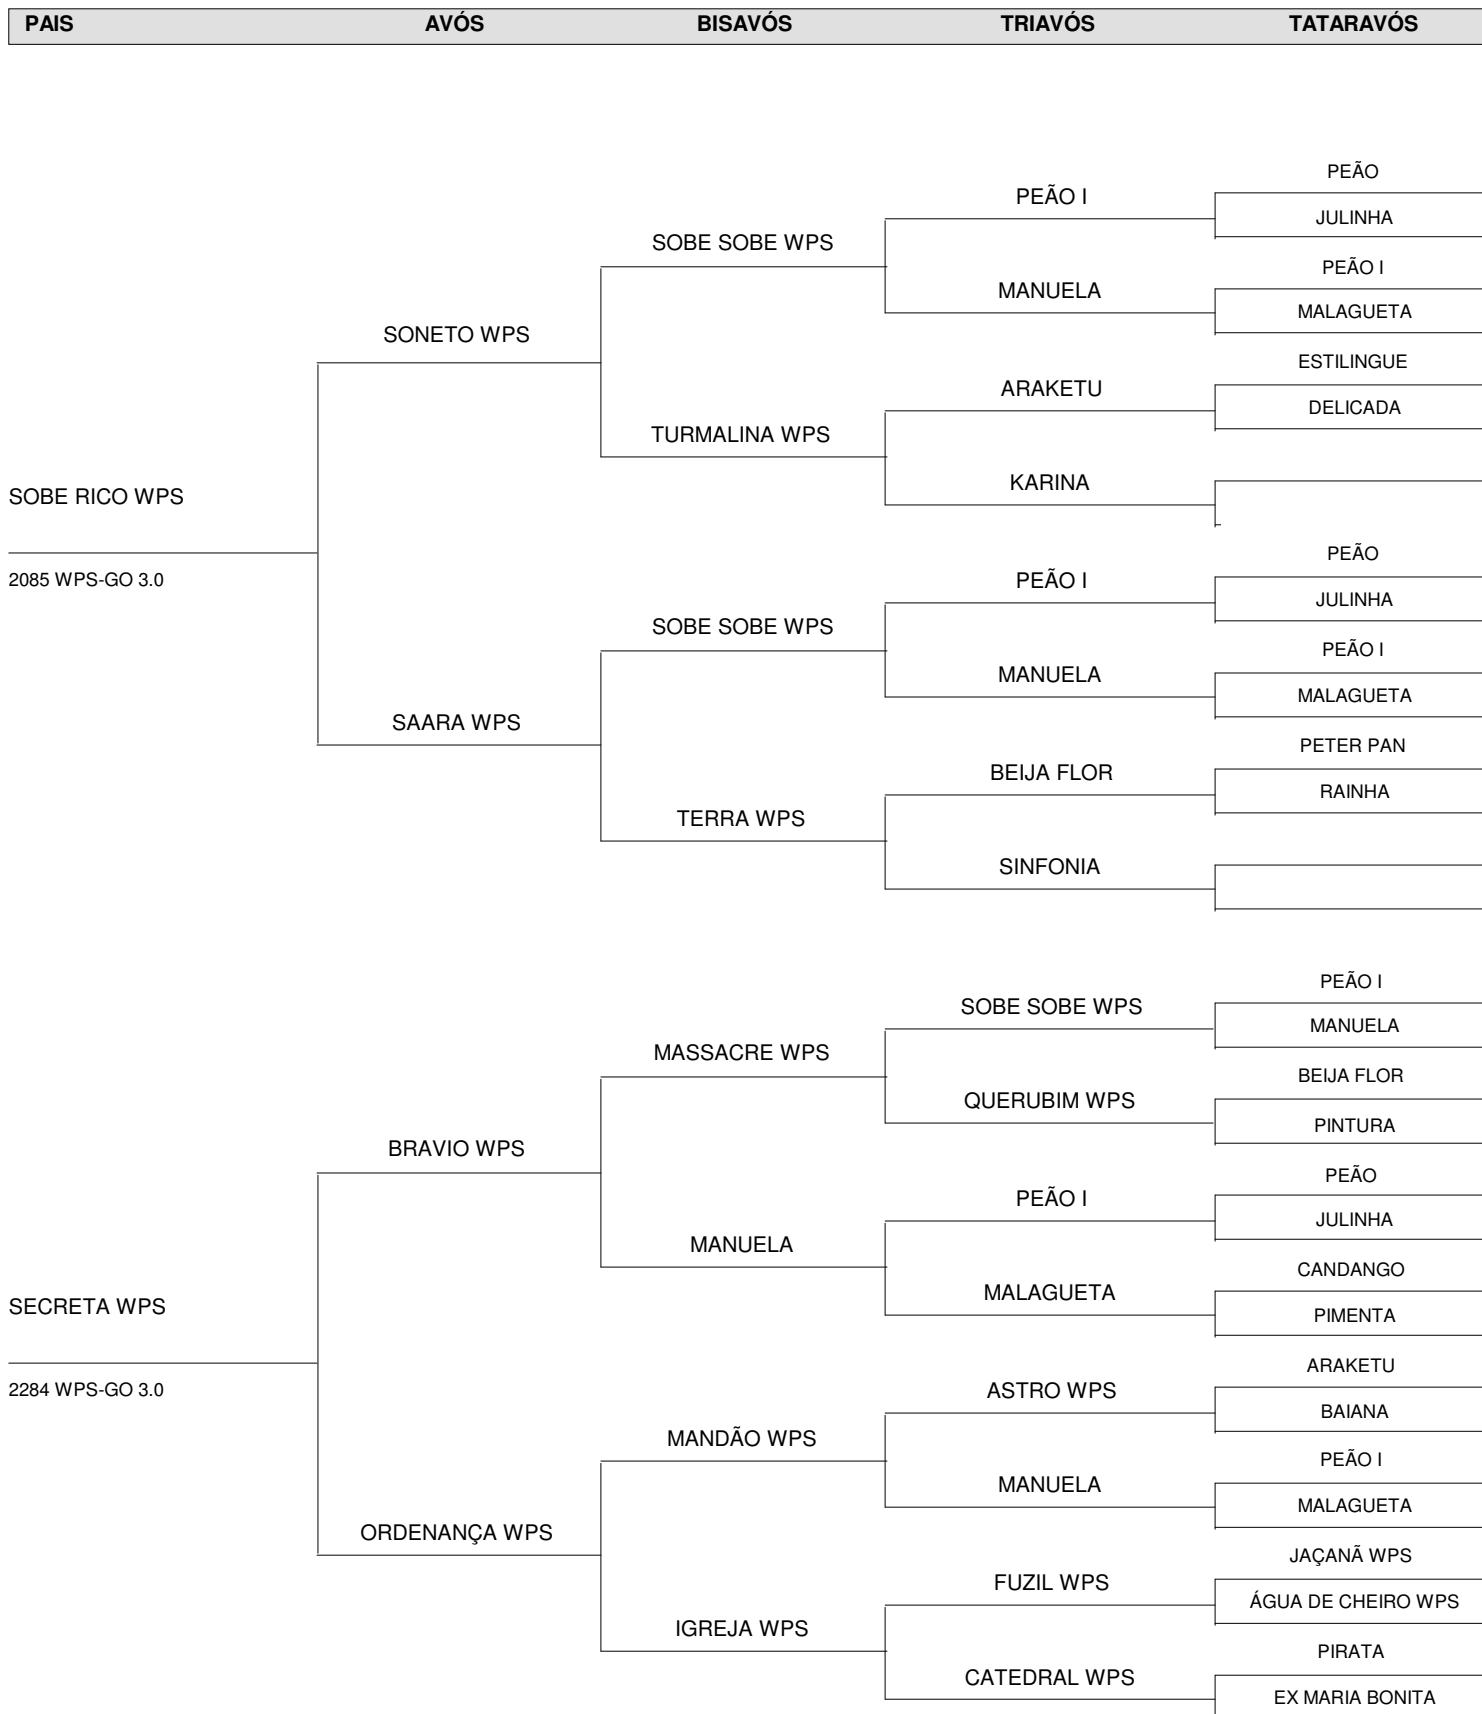 PAIS AVÓS BISAVÓS TRIAVÓS TATARAVÓS
PEÃO
PEÃO I
JULINHA
SOBE SOBE WPS
PEÃO I
MANUELA
MALAGUETA
SONETO WPS
ESTILINGUE
ARAKETU
DELICADA
TURMALINA WPS
KARINA
SOBE RICO WPS
PEÃO
2085 WPS-GO 3.0
PEÃO I
JULINHA
SOBE SOBE WPS
PEÃO I
MANUELA
MALAGUETA
SAARA WPS
PETER PAN
BEIJA FLOR
RAINHA
TERRA WPS
SINFONIA
PEÃO I
SOBE SOBE WPS
MANUELA
MASSACRE WPS
BEIJA FLOR
QUERUBIM WPS
PINTURA
BRAVIO WPS
PEÃO
PEÃO I
JULINHA
MANUELA
CANDANGO
MALAGUETA
SECRETA WPS
PIMENTA
ARAKETU
2284 WPS-GO 3.0
ASTRO WPS
BAIANA
MANDÃO WPS
PEÃO I
MANUELA
MALAGUETA
ORDENANÇA WPS
JAÇANÃ WPS
FUZIL WPS
ÁGUA DE CHEIRO WPS
IGREJA WPS
PIRATA
CATEDRAL WPS
EX MARIA BONITA